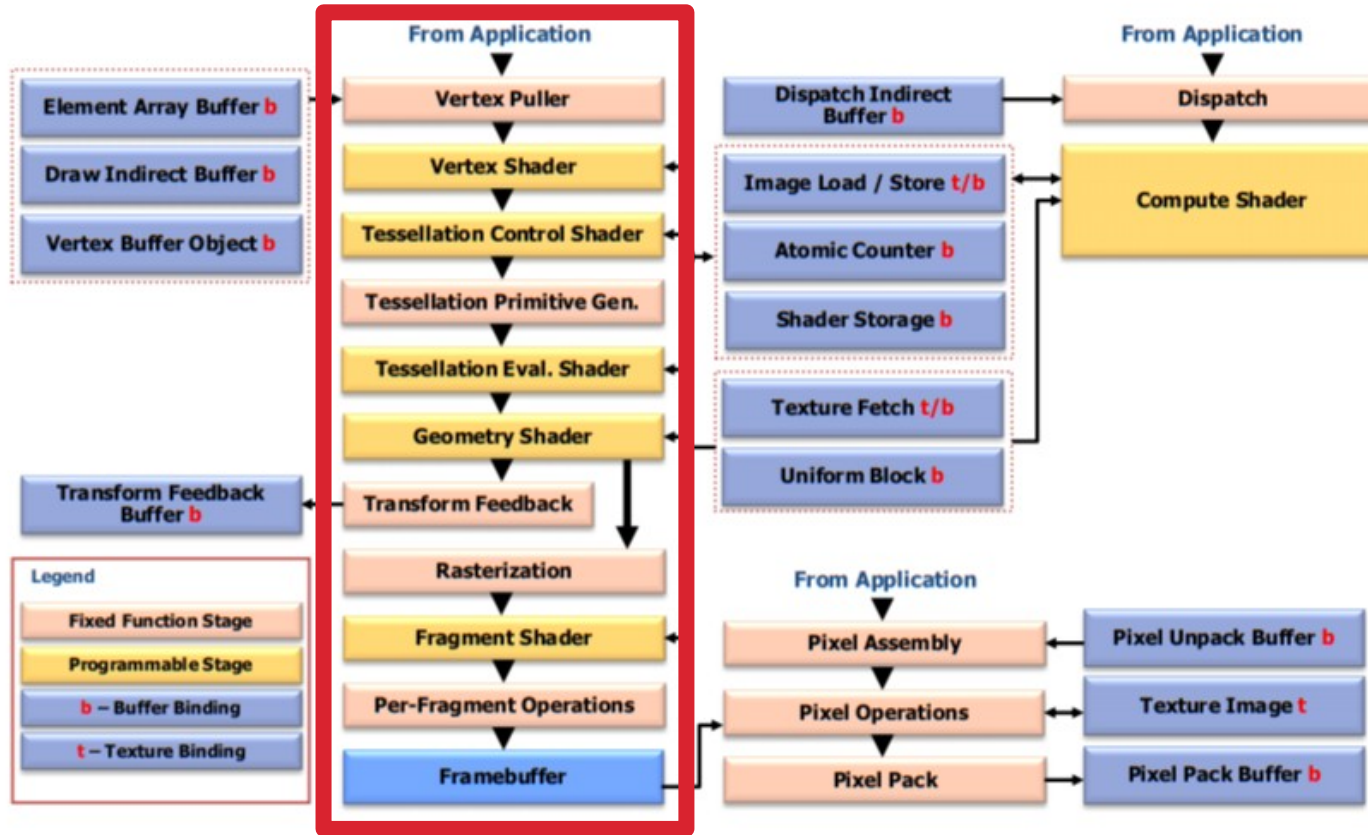 From Application
Vertex Puller
Vertex Shader
Tessellation Control Shader
Tessellation Primitive Gen.
Tessellation Eval. Shader
Geometry Shader
Transform Feedback
Rasterization
Fragment Shader
Per-Fragment Operations
Framebuffer
Element Array Buffer b
Draw Indirect Buffer b
Vertex Buffer Object b
Transform Feedback
Buffer b
Legend
Fixed Function Stage
Programmable Stage
b – Buffer Binding
t – Texture Binding
Dispatch Indirect
Buffer b
Image Load / Store t/b
Atomic Counter b
Shader Storage b
Texture Fetch t/b
Uniform Block b
From Application
Dispatch
Compute Shader
From Application
Pixel Assembly
Pixel Operations
Pixel Pack
Pixel Unpack Buffer b
Texture Image t
Pixel Pack Buffer b